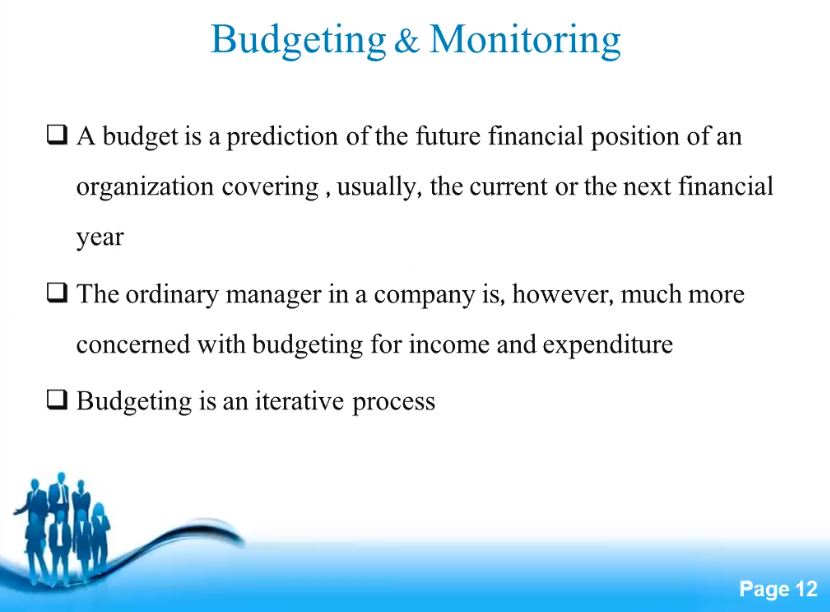 Budgeting & Monitoring
❑ A budget is a prediction of the future financial position of an
organization covering , usually, the current or the next financial
year
❑ The ordinary manager in a company is, however, much more
concerned with budgeting for income and expenditure
❑ Budgeting is an iterative process
Page 12